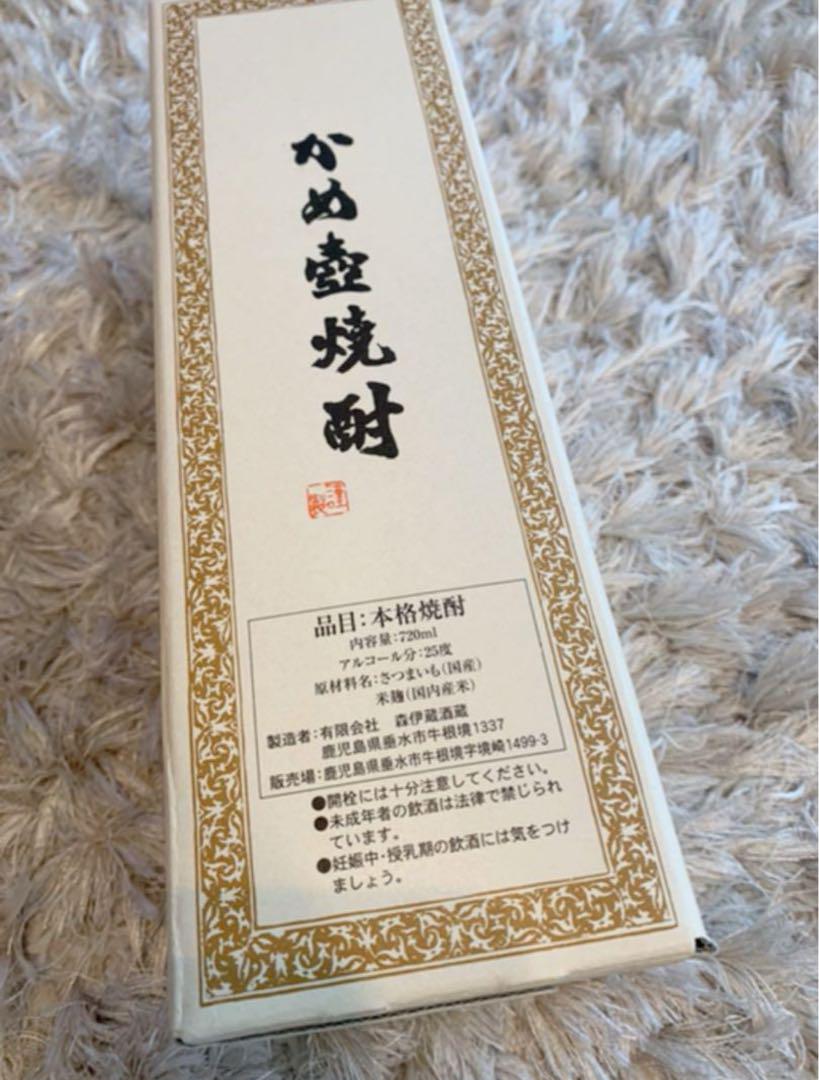 かめ壺焼酎
謹製
品目：本格焼酎
内容量：720ml
アルコール分：25度
原材料名：さつまいも（国産）
米麹（国内産米）
製造者：有限会社　森伊蔵酒蔵
鹿児島県垂水市牛根境1337
販売場：鹿児島県垂水市牛根境字境崎1499-3
●開栓には十分注意してください。
●未成年者の飲酒は法律で禁じられ
ています。
●妊娠中・授乳期の飲酒には気をつけ
ましょう。